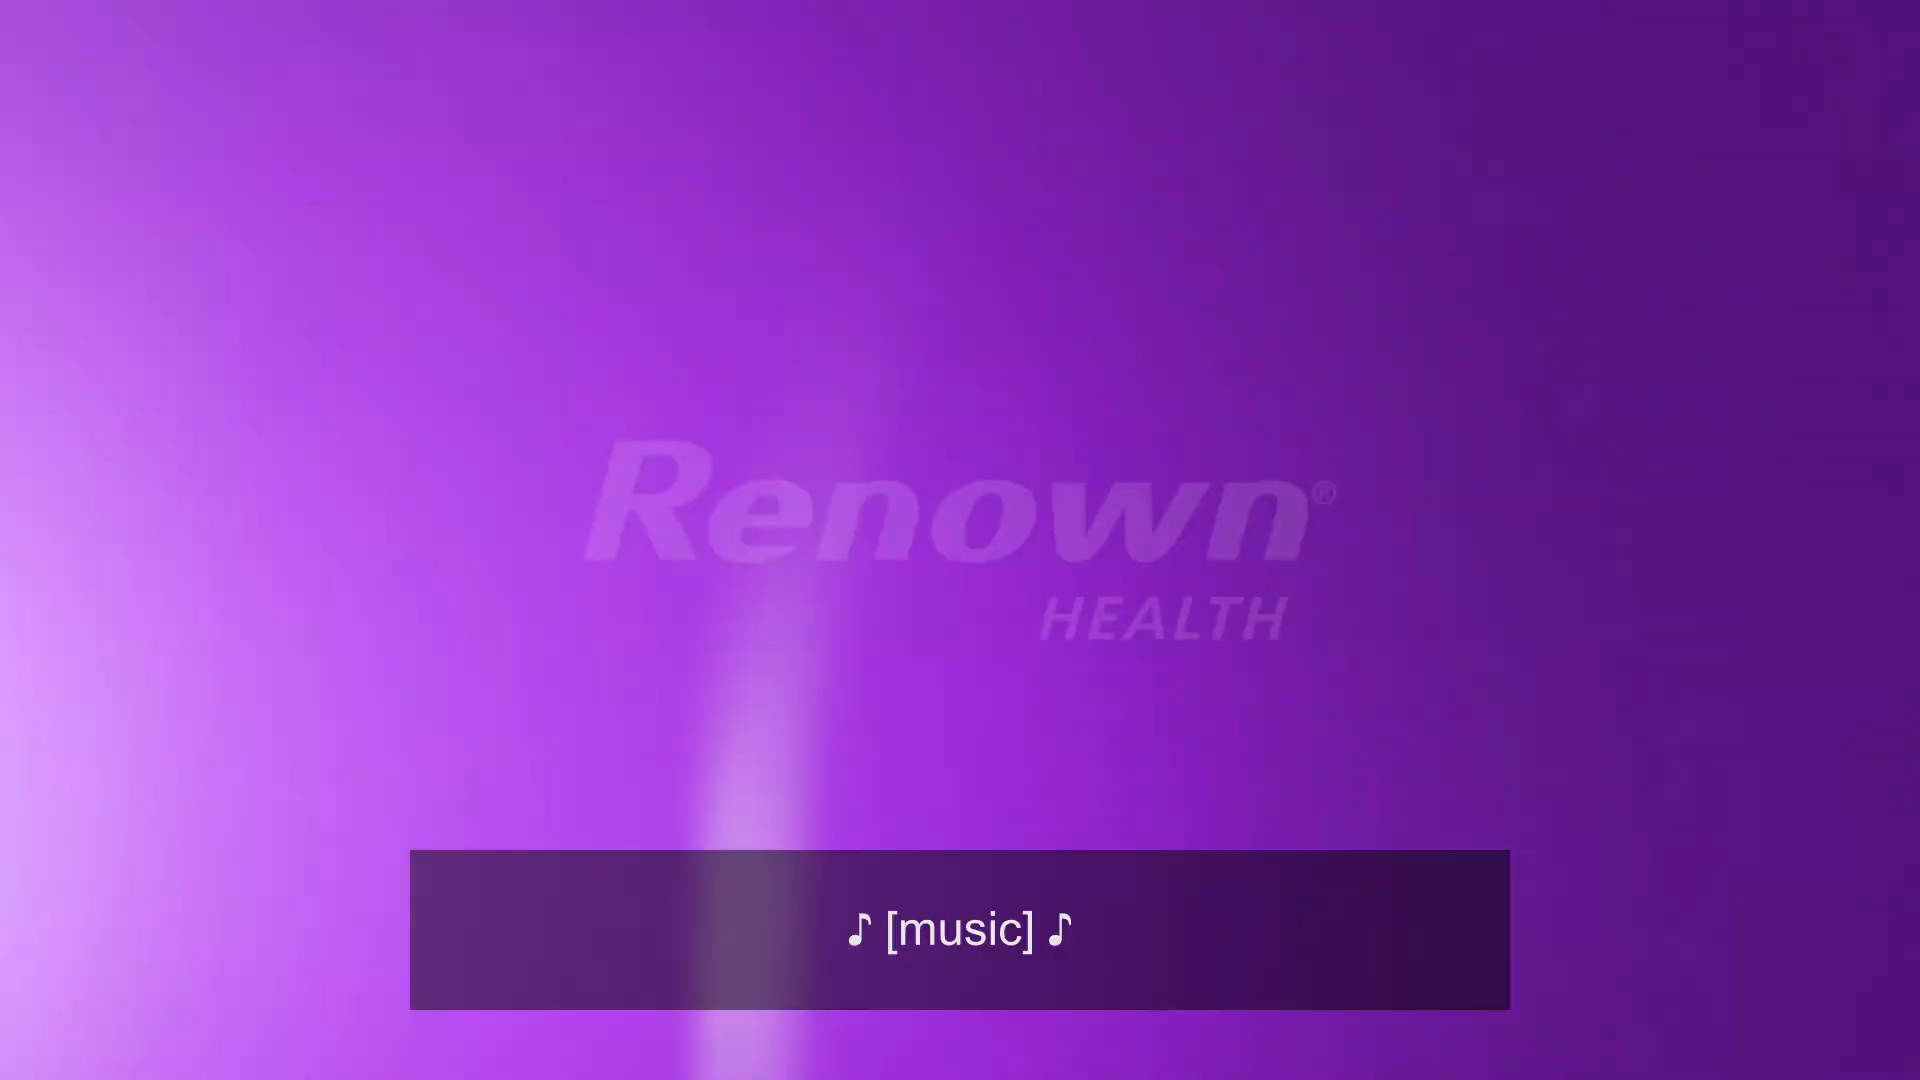 Renown®
HEALTH
♪ [music] ♪